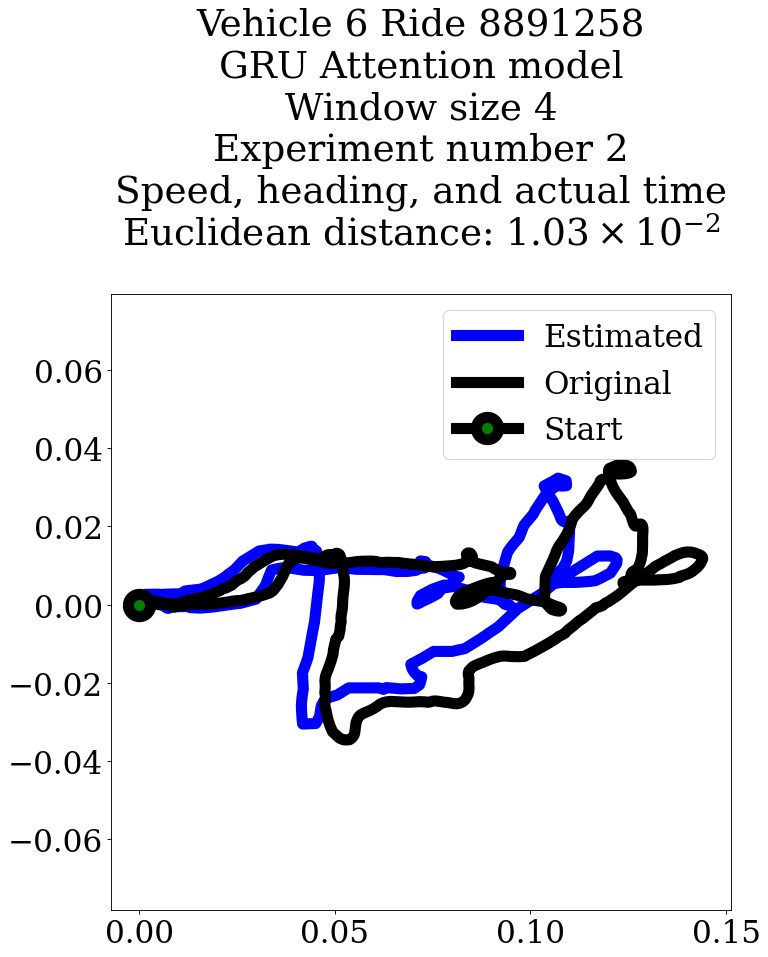 Vehicle 6 Ride 8891258
GRU Attention model
Window size 4
Experiment number 2
Speed, heading, and actual time
Euclidean distance: 1.03 × 10⁻²
Estimated
Original
Start
0.06
0.04
0.02
0.00
−0.02
−0.04
−0.06
0.00 0.05 0.10 0.15